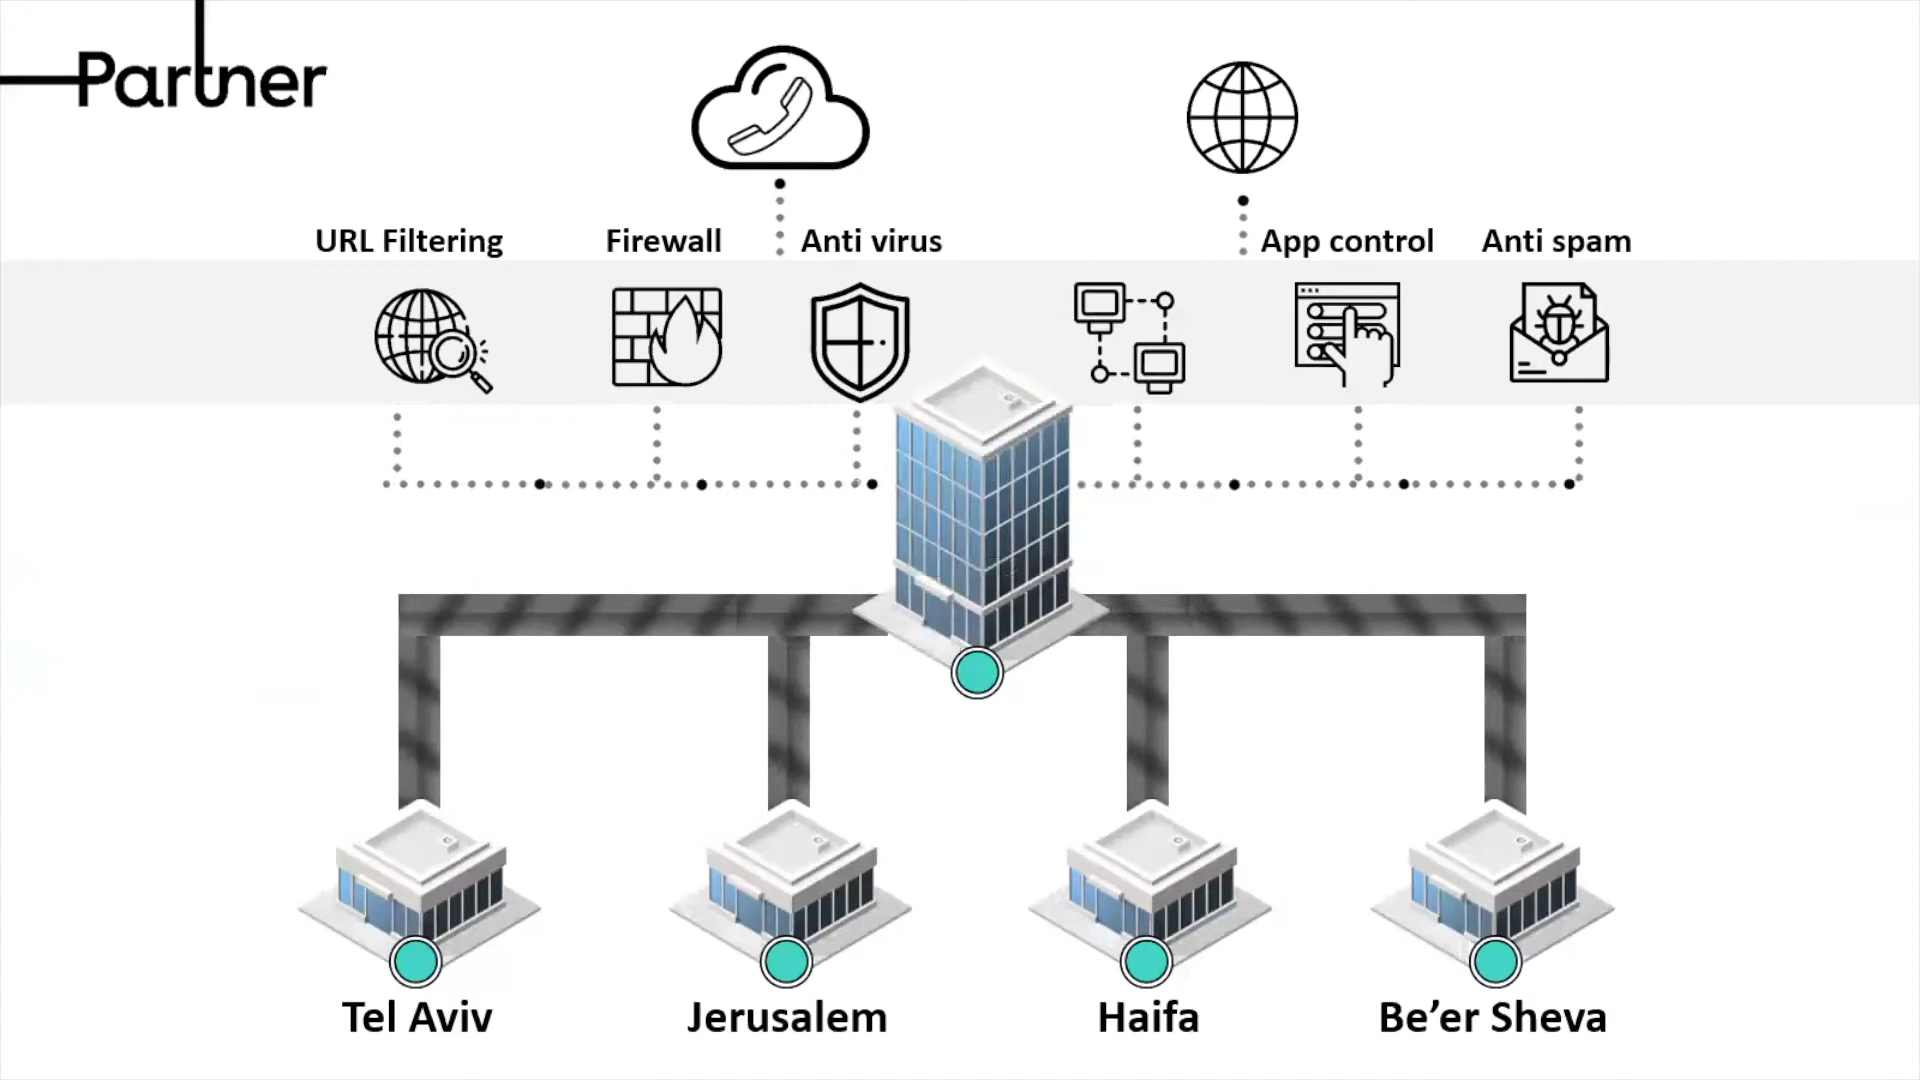 Partner
URL Filtering
Firewall
Anti virus
App control
Anti spam
Tel Aviv
Jerusalem
Haifa
Be’er Sheva